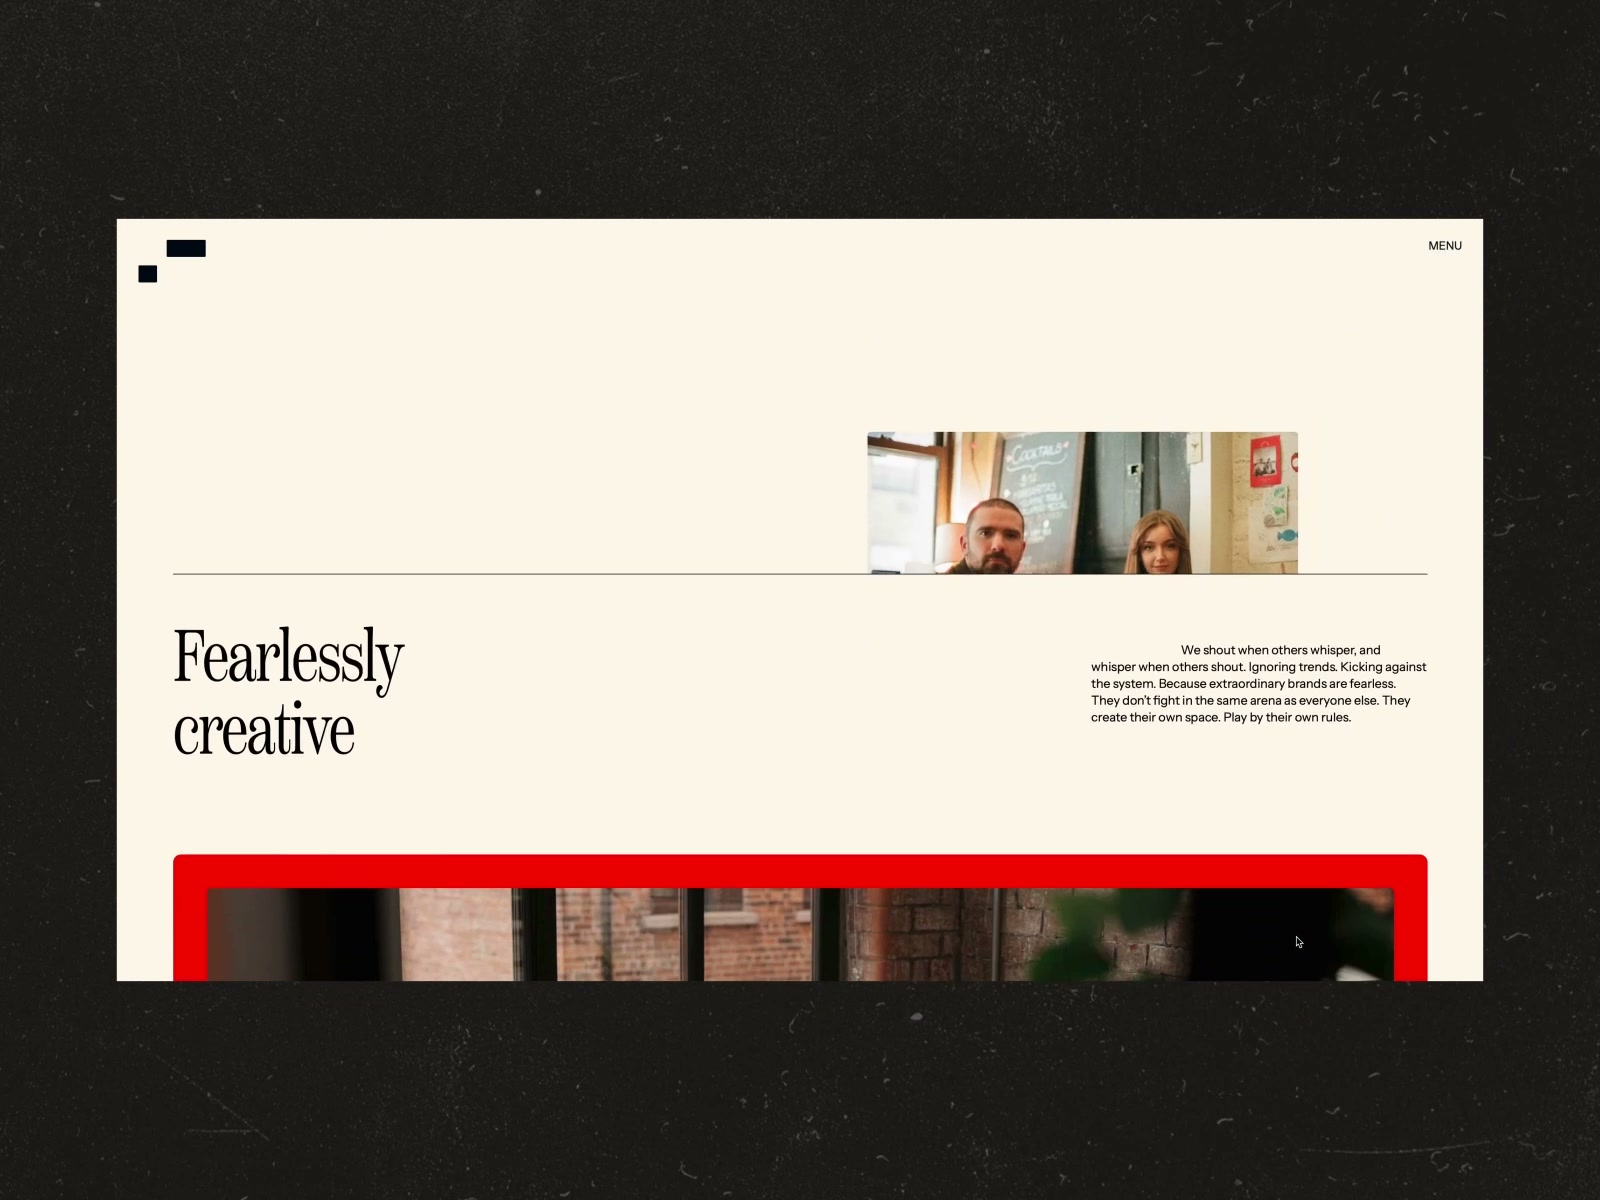 MENU
COCKTAILS
Fearlessly
creative
We shout when others whisper, and
whisper when others shout. Ignoring trends. Kicking against
the system. Because extraordinary brands are fearless.
They don't fight in the same arena as everyone else. They
create their own space. Play by their own rules.